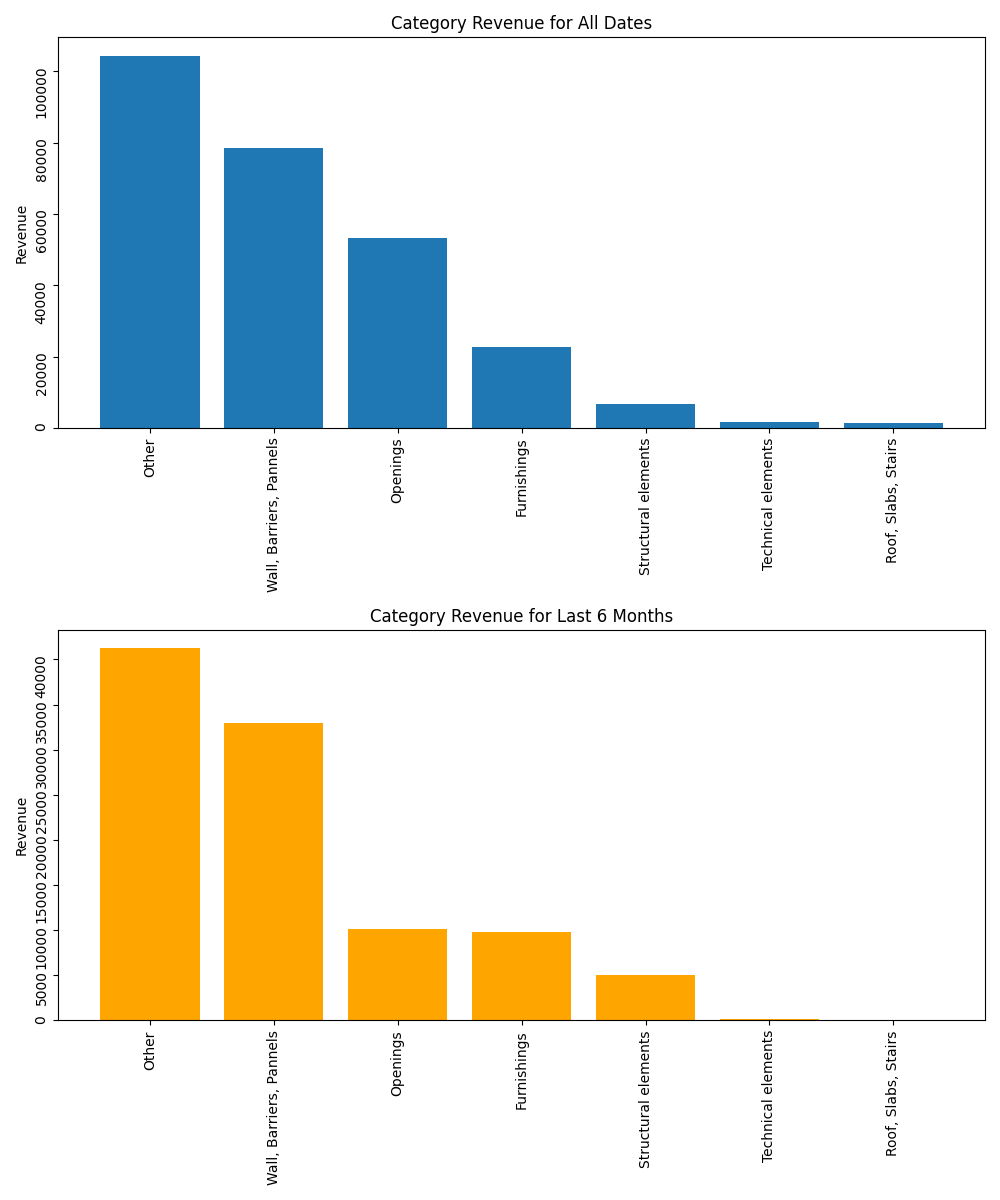 Category Revenue for All Dates
Revenue
100000
80000
60000
40000
20000
0
Other
Wall, Barriers, Pannels
Openings
Furnishings
Structural elements
Technical elements
Roof, Slabs, Stairs
Category Revenue for Last 6 Months
Revenue
40000
35000
30000
25000
20000
15000
10000
5000
0
Other
Wall, Barriers, Pannels
Openings
Furnishings
Structural elements
Technical elements
Roof, Slabs, Stairs